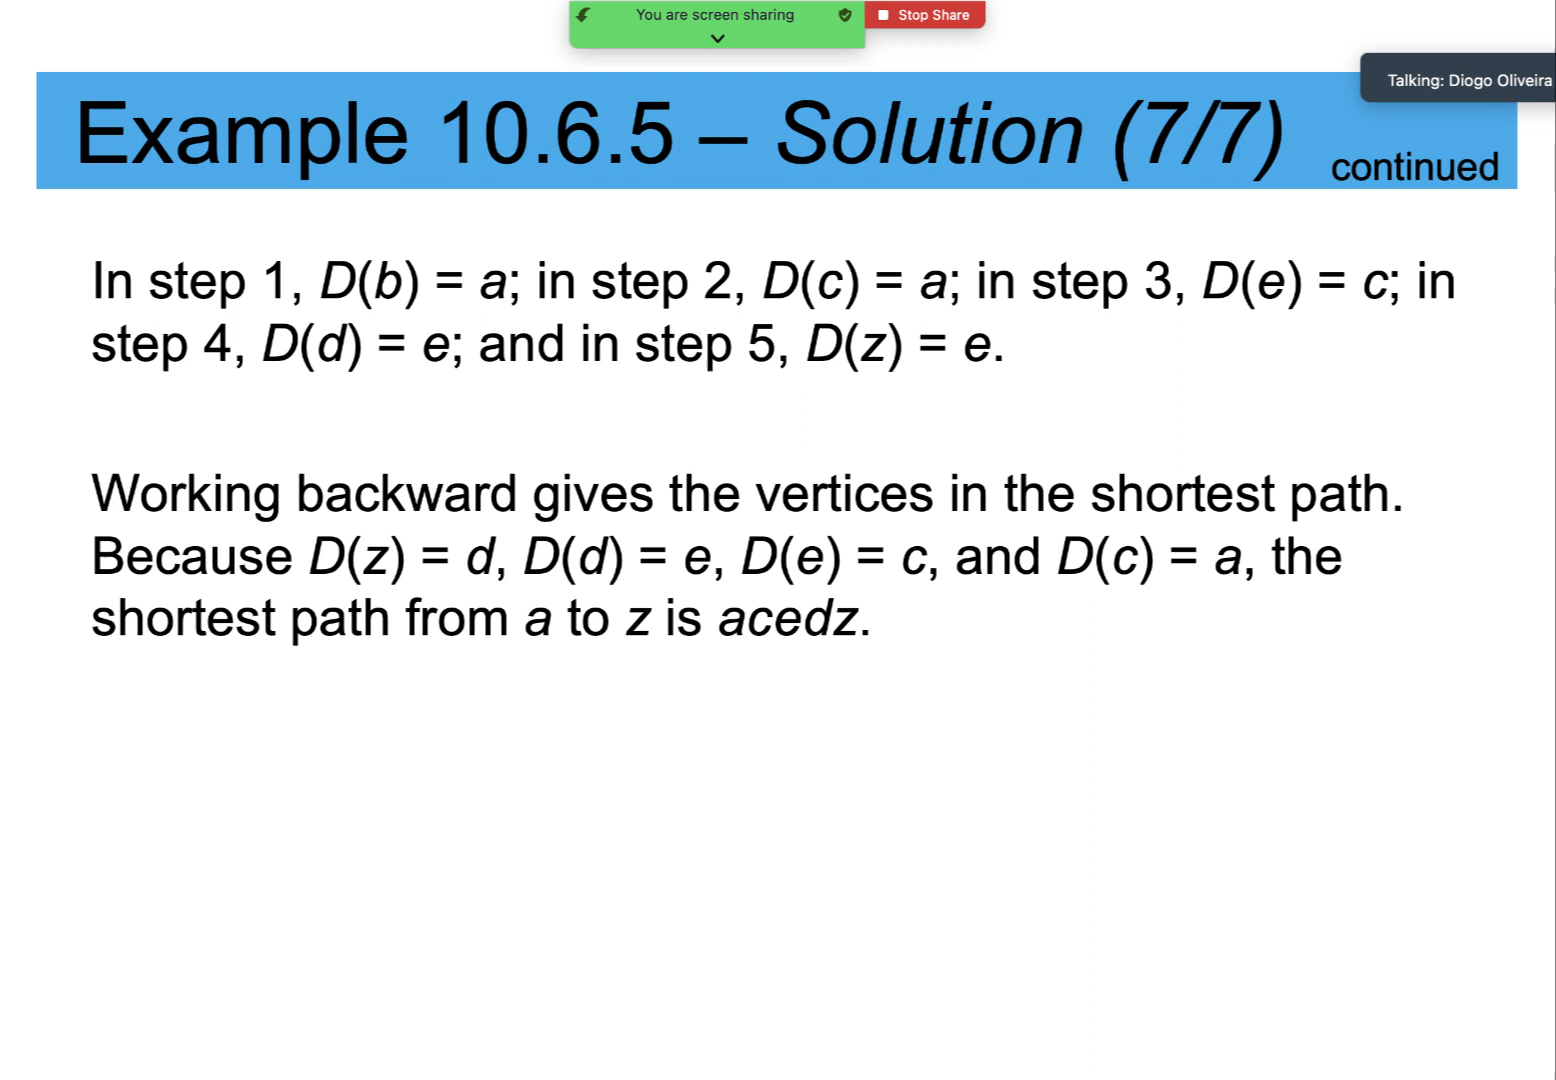 You are screen sharing
Stop Share
Talking: Diogo Oliveira
Example 10.6.5 – Solution (7/7) continued
In step 1, D(b) = a; in step 2, D(c) = a; in step 3, D(e) = c; in
step 4, D(d) = e; and in step 5, D(z) = e.
Working backward gives the vertices in the shortest path.
Because D(z) = d, D(d) = e, D(e) = c, and D(c) = a, the
shortest path from a to z is acedz.